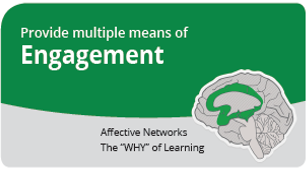 Provide multiple means of
Engagement
Affective Networks
The “WHY” of Learning